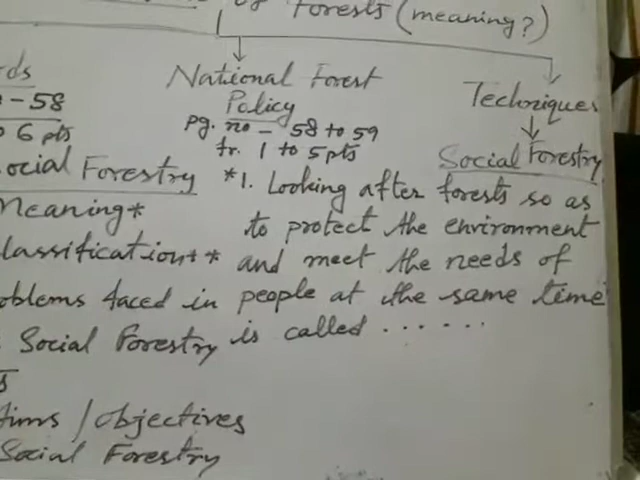 of Forests (meaning?)
National Forest
Policy
pg. no - 58 to 59
fr. 1 to 5 pts
Techniques
Social Forestry
*1. Looking after forests so as
to protect the environment
and meet the needs of
people at the same time
is called ......
- 58
6 pts
ocial Forestry
Meaning*
lassification**
oblems faced in
Social Forestry
Aims / objectives
Social Forestry